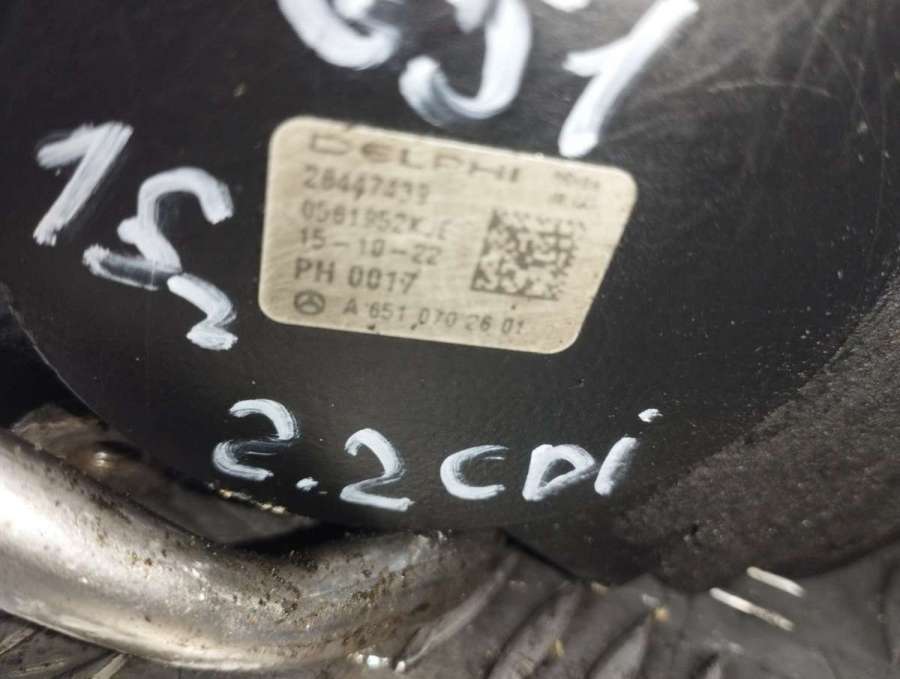 651
15
DELPHI
28447439
15-10-22
PH 0017
A 651 070 26 01
2.2 CDi